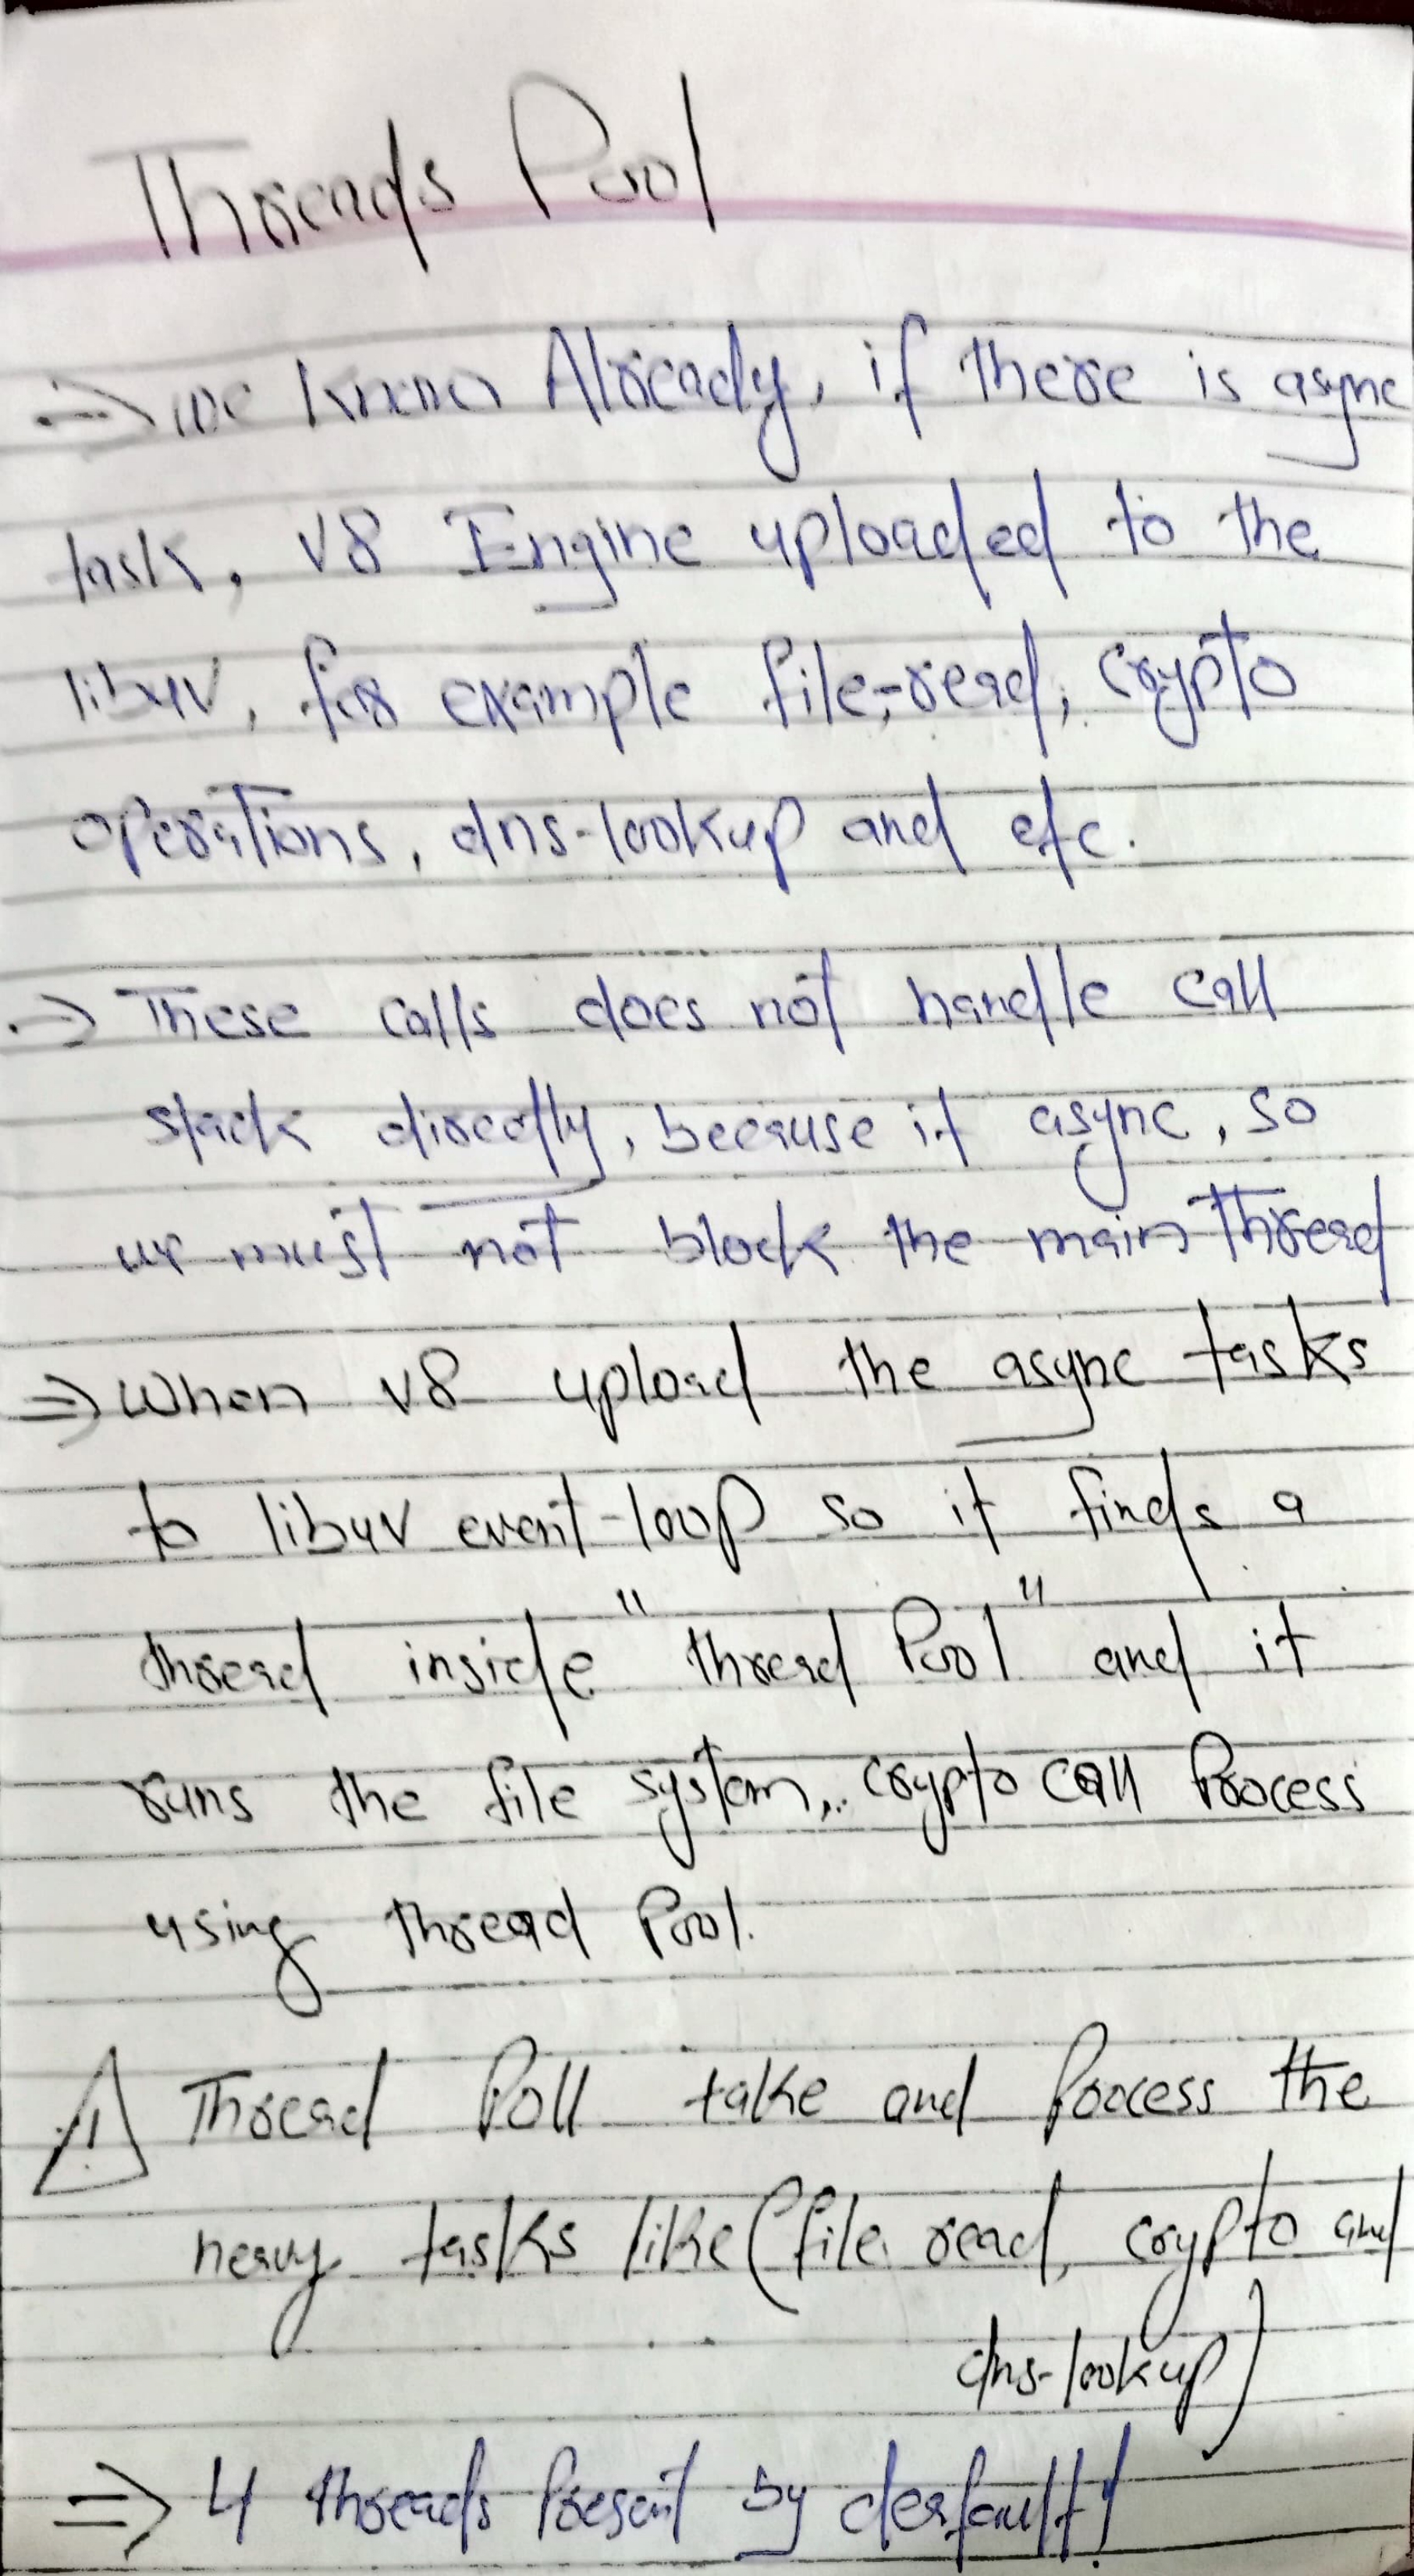 Threads Pool
⇒ we know Already, if there is async
task, v8 Engine uploaded to the
libuv, for example file-read, crypto
operations, dns-lookup and etc.
⇒ These calls does not handle call
stack directly, because it async, so
we must not block the main thread
⇒ When v8 upload the async tasks
to libuv event-loop so it finds a
thread inside "thread Pool" and it
runs the file system, crypto call Process
using thread Pool.
⚠ Thread Poll take and Process the
heavy tasks like (file read, crypto and
dns-lookup)
⇒ 4 threads Present by desfault!